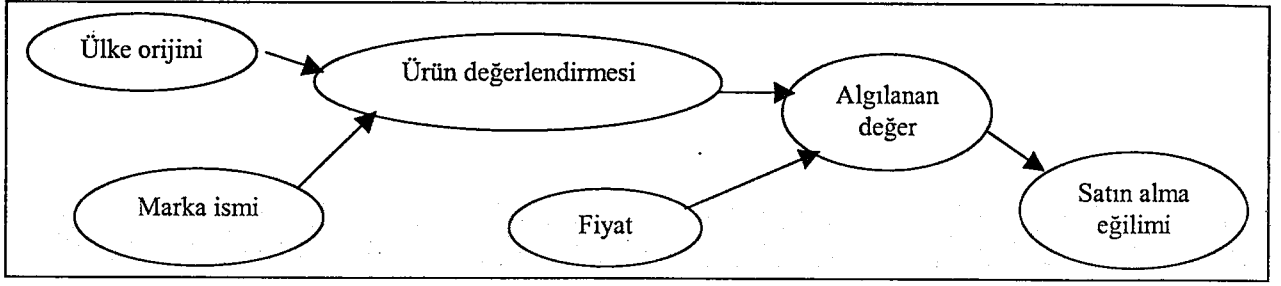 Ülke orijini
Ürün değerlendirmesi
Algılanan
değer
Marka ismi
Fiyat
Satın alma
eğilimi